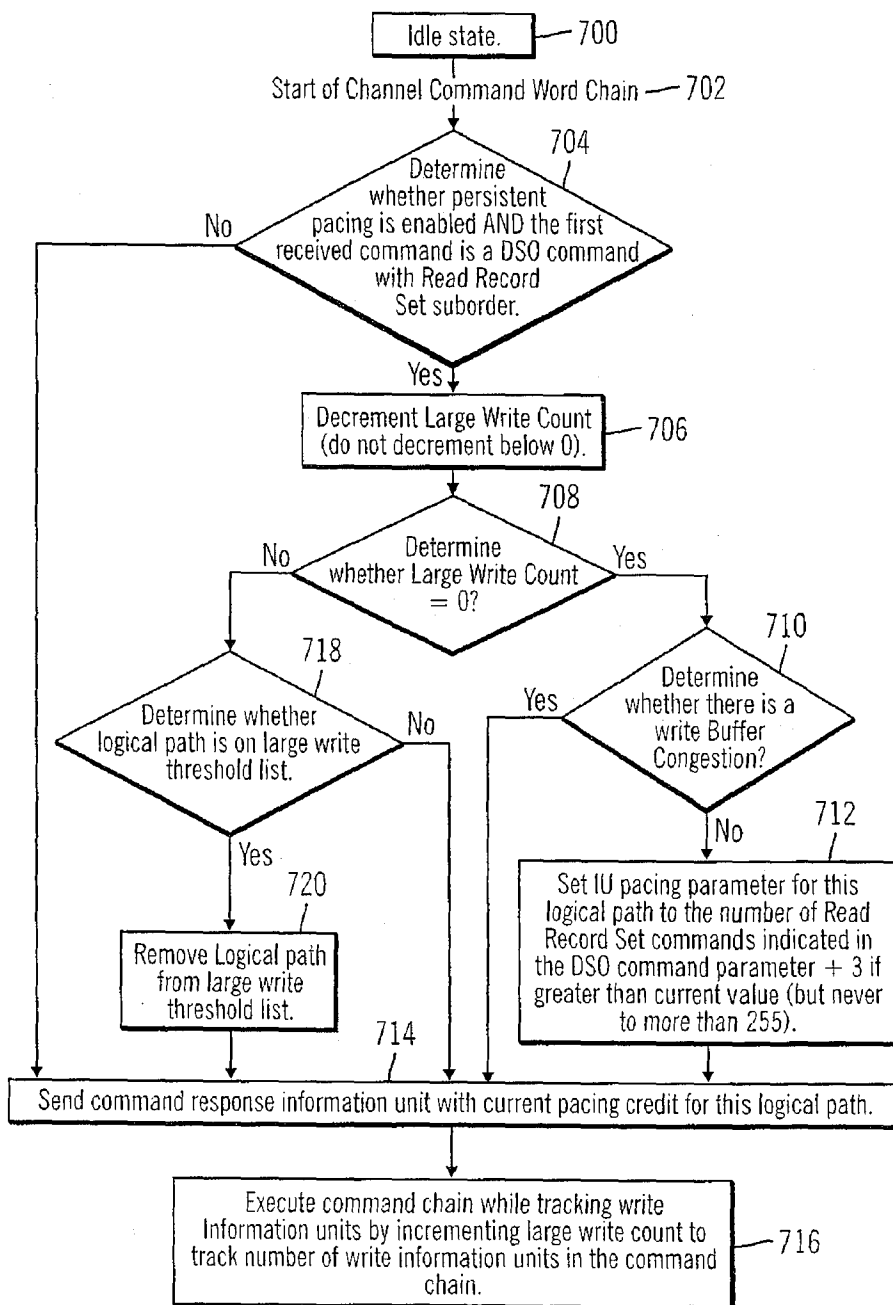 Idle state.
700
Start of Channel Command Word Chain
702
704
Determine
whether persistent
pacing is enabled AND the first
received command is a DSO command
with Read Record
Set suborder.
No
Yes
Decrement Large Write Count
(do not decrement below 0).
706
708
Determine
whether Large Write Count
= 0?
No
Yes
718
Determine whether
logical path is on large write
threshold list.
No
Yes
710
Determine
whether there is a
write Buffer
Congestion?
Yes
No
720
Remove Logical path
from large write
threshold list.
712
Set IU pacing parameter for this
logical path to the number of Read
Record Set commands indicated in
the DSO command parameter + 3 if
greater than current value (but never
to more than 255).
714
Send command response information unit with current pacing credit for this logical path.
Execute command chain while tracking write
Information units by incrementing large write count to
track number of write information units in the command
chain.
716